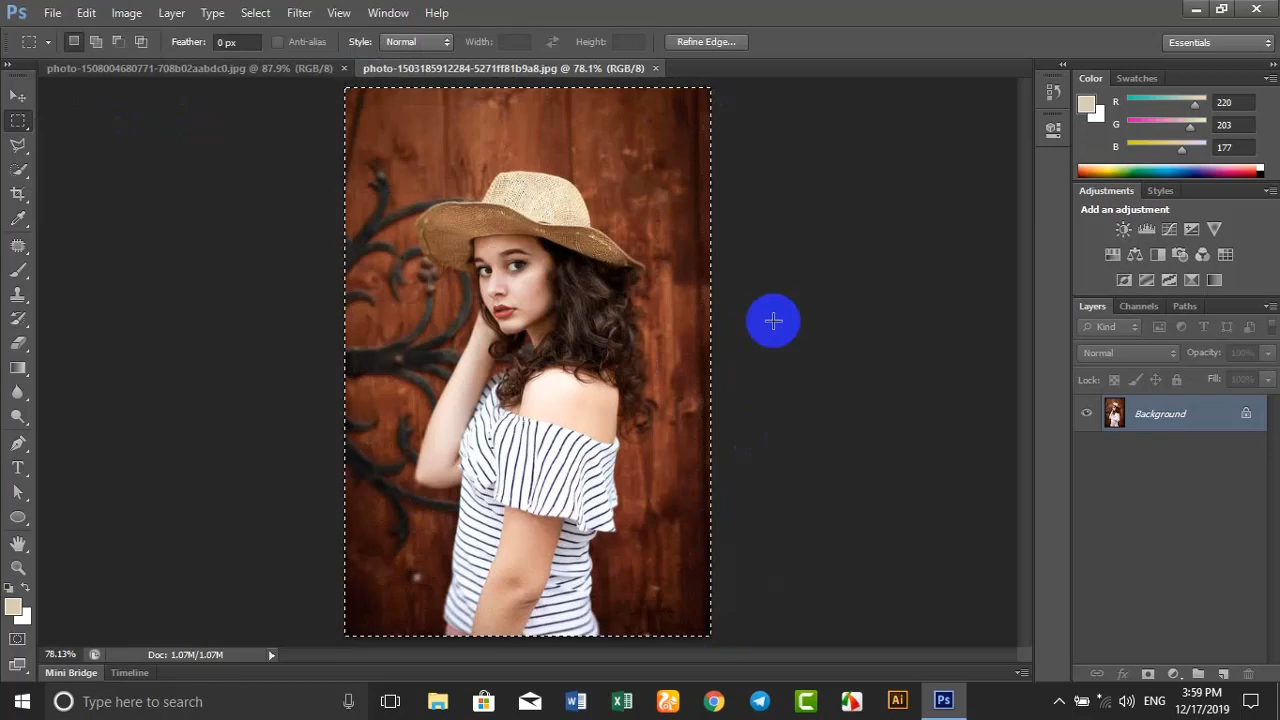 Ps File Edit Image Layer Type Select Filter View Window Help
Feather: 0 px Anti-alias Style: Normal Width: Height: Refine Edge... Essentials
photo-1508004680771-708b02aabdc0.jpg @ 87.9% (RGB/8) × photo-1503185912284-5271ff81b9a8.jpg @ 78.1% (RGB/8) ×
Color Swatches
R 220
G 203
B 177
Adjustments Styles
Add an adjustment
Layers Channels Paths
Kind
Normal Opacity: 100%
Lock: Fill: 100%
Background
78.13% Doc: 1.07M/1.07M
Mini Bridge Timeline
Type here to search
ENG
3:59 PM
12/17/2019
Ai Ps